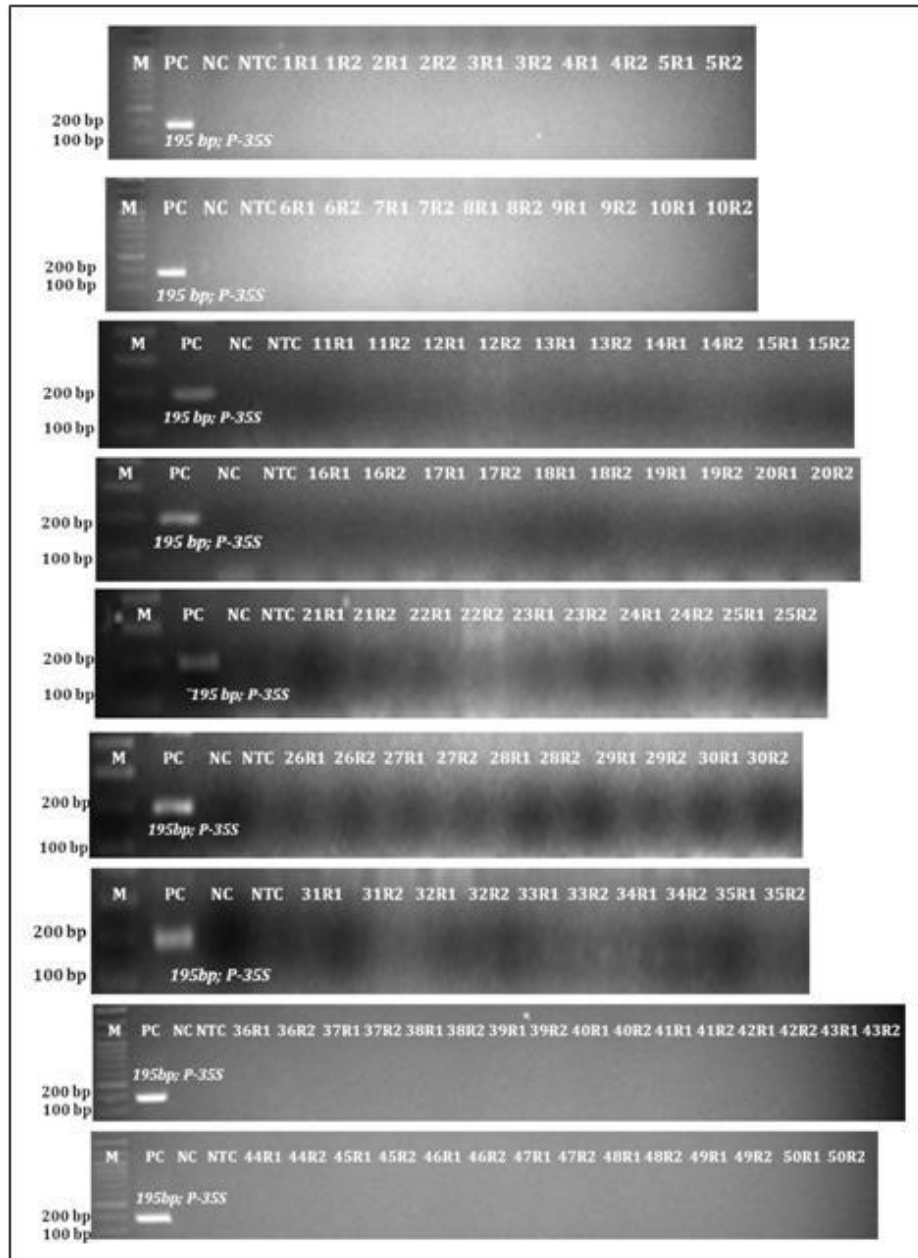 M PC NC NTC 1R1 1R2 2R1 2R2 3R1 3R2 4R1 4R2 5R1 5R2
200 bp
100 bp
195 bp; P-35S
M PC NC NTC 6R1 6R2 7R1 7R2 8R1 8R2 9R1 9R2 10R1 10R2
200 bp
100 bp
195 bp; P-35S
M PC NC NTC 11R1 11R2 12R1 12R2 13R1 13R2 14R1 14R2 15R1 15R2
200 bp
195 bp; P-35S
100 bp
M PC NC NTC 16R1 16R2 17R1 17R2 18R1 18R2 19R1 19R2 20R1 20R2
200 bp
195 bp; P-35S
100 bp
M PC NC NTC 21R1 21R2 22R1 22R2 23R1 23R2 24R1 24R2 25R1 25R2
200 bp
100 bp
195 bp; P-35S
M PC NC NTC 26R1 26R2 27R1 27R2 28R1 28R2 29R1 29R2 30R1 30R2
200 bp
195bp; P-35S
100 bp
M PC NC NTC 31R1 31R2 32R1 32R2 33R1 33R2 34R1 34R2 35R1 35R2
200 bp
100 bp
195bp; P-35S
M PC NC NTC 36R1 36R2 37R1 37R2 38R1 38R2 39R1 39R2 40R1 40R2 41R1 41R2 42R1 42R2 43R1 43R2
195bp; P-35S
200 bp
100 bp
M PC NC NTC 44R1 44R2 45R1 45R2 46R1 46R2 47R1 47R2 48R1 48R2 49R1 49R2 50R1 50R2
195bp; P-35S
200 bp
100 bp